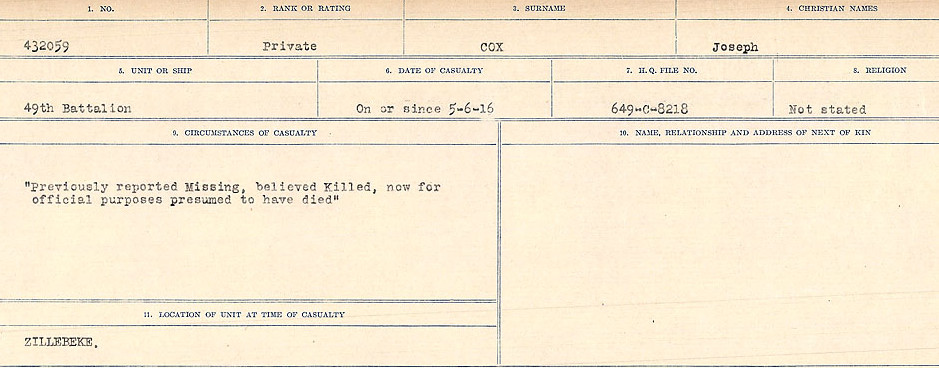 1. NO.
2. RANK OR RATING
3. SURNAME
4. CHRISTIAN NAMES
432059
Private
COX
Joseph
5. UNIT OR SHIP
6. DATE OF CASUALTY
7. H.Q. FILE NO.
8. RELIGION
49th Battalion
On or since 5-6-16
649-C-8218
Not stated
9. CIRCUMSTANCES OF CASUALTY
10. NAME, RELATIONSHIP AND ADDRESS OF NEXT OF KIN
"Previously reported Missing, believed Killed, now for
official purposes presumed to have died"
11. LOCATION OF UNIT AT TIME OF CASUALTY
ZILLEBEKE.